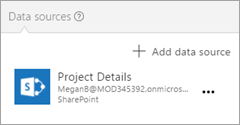 Data sources ?
+ Add data source
S
Project Details
MeganB@MOD345392.onmicros...
SharePoint
...